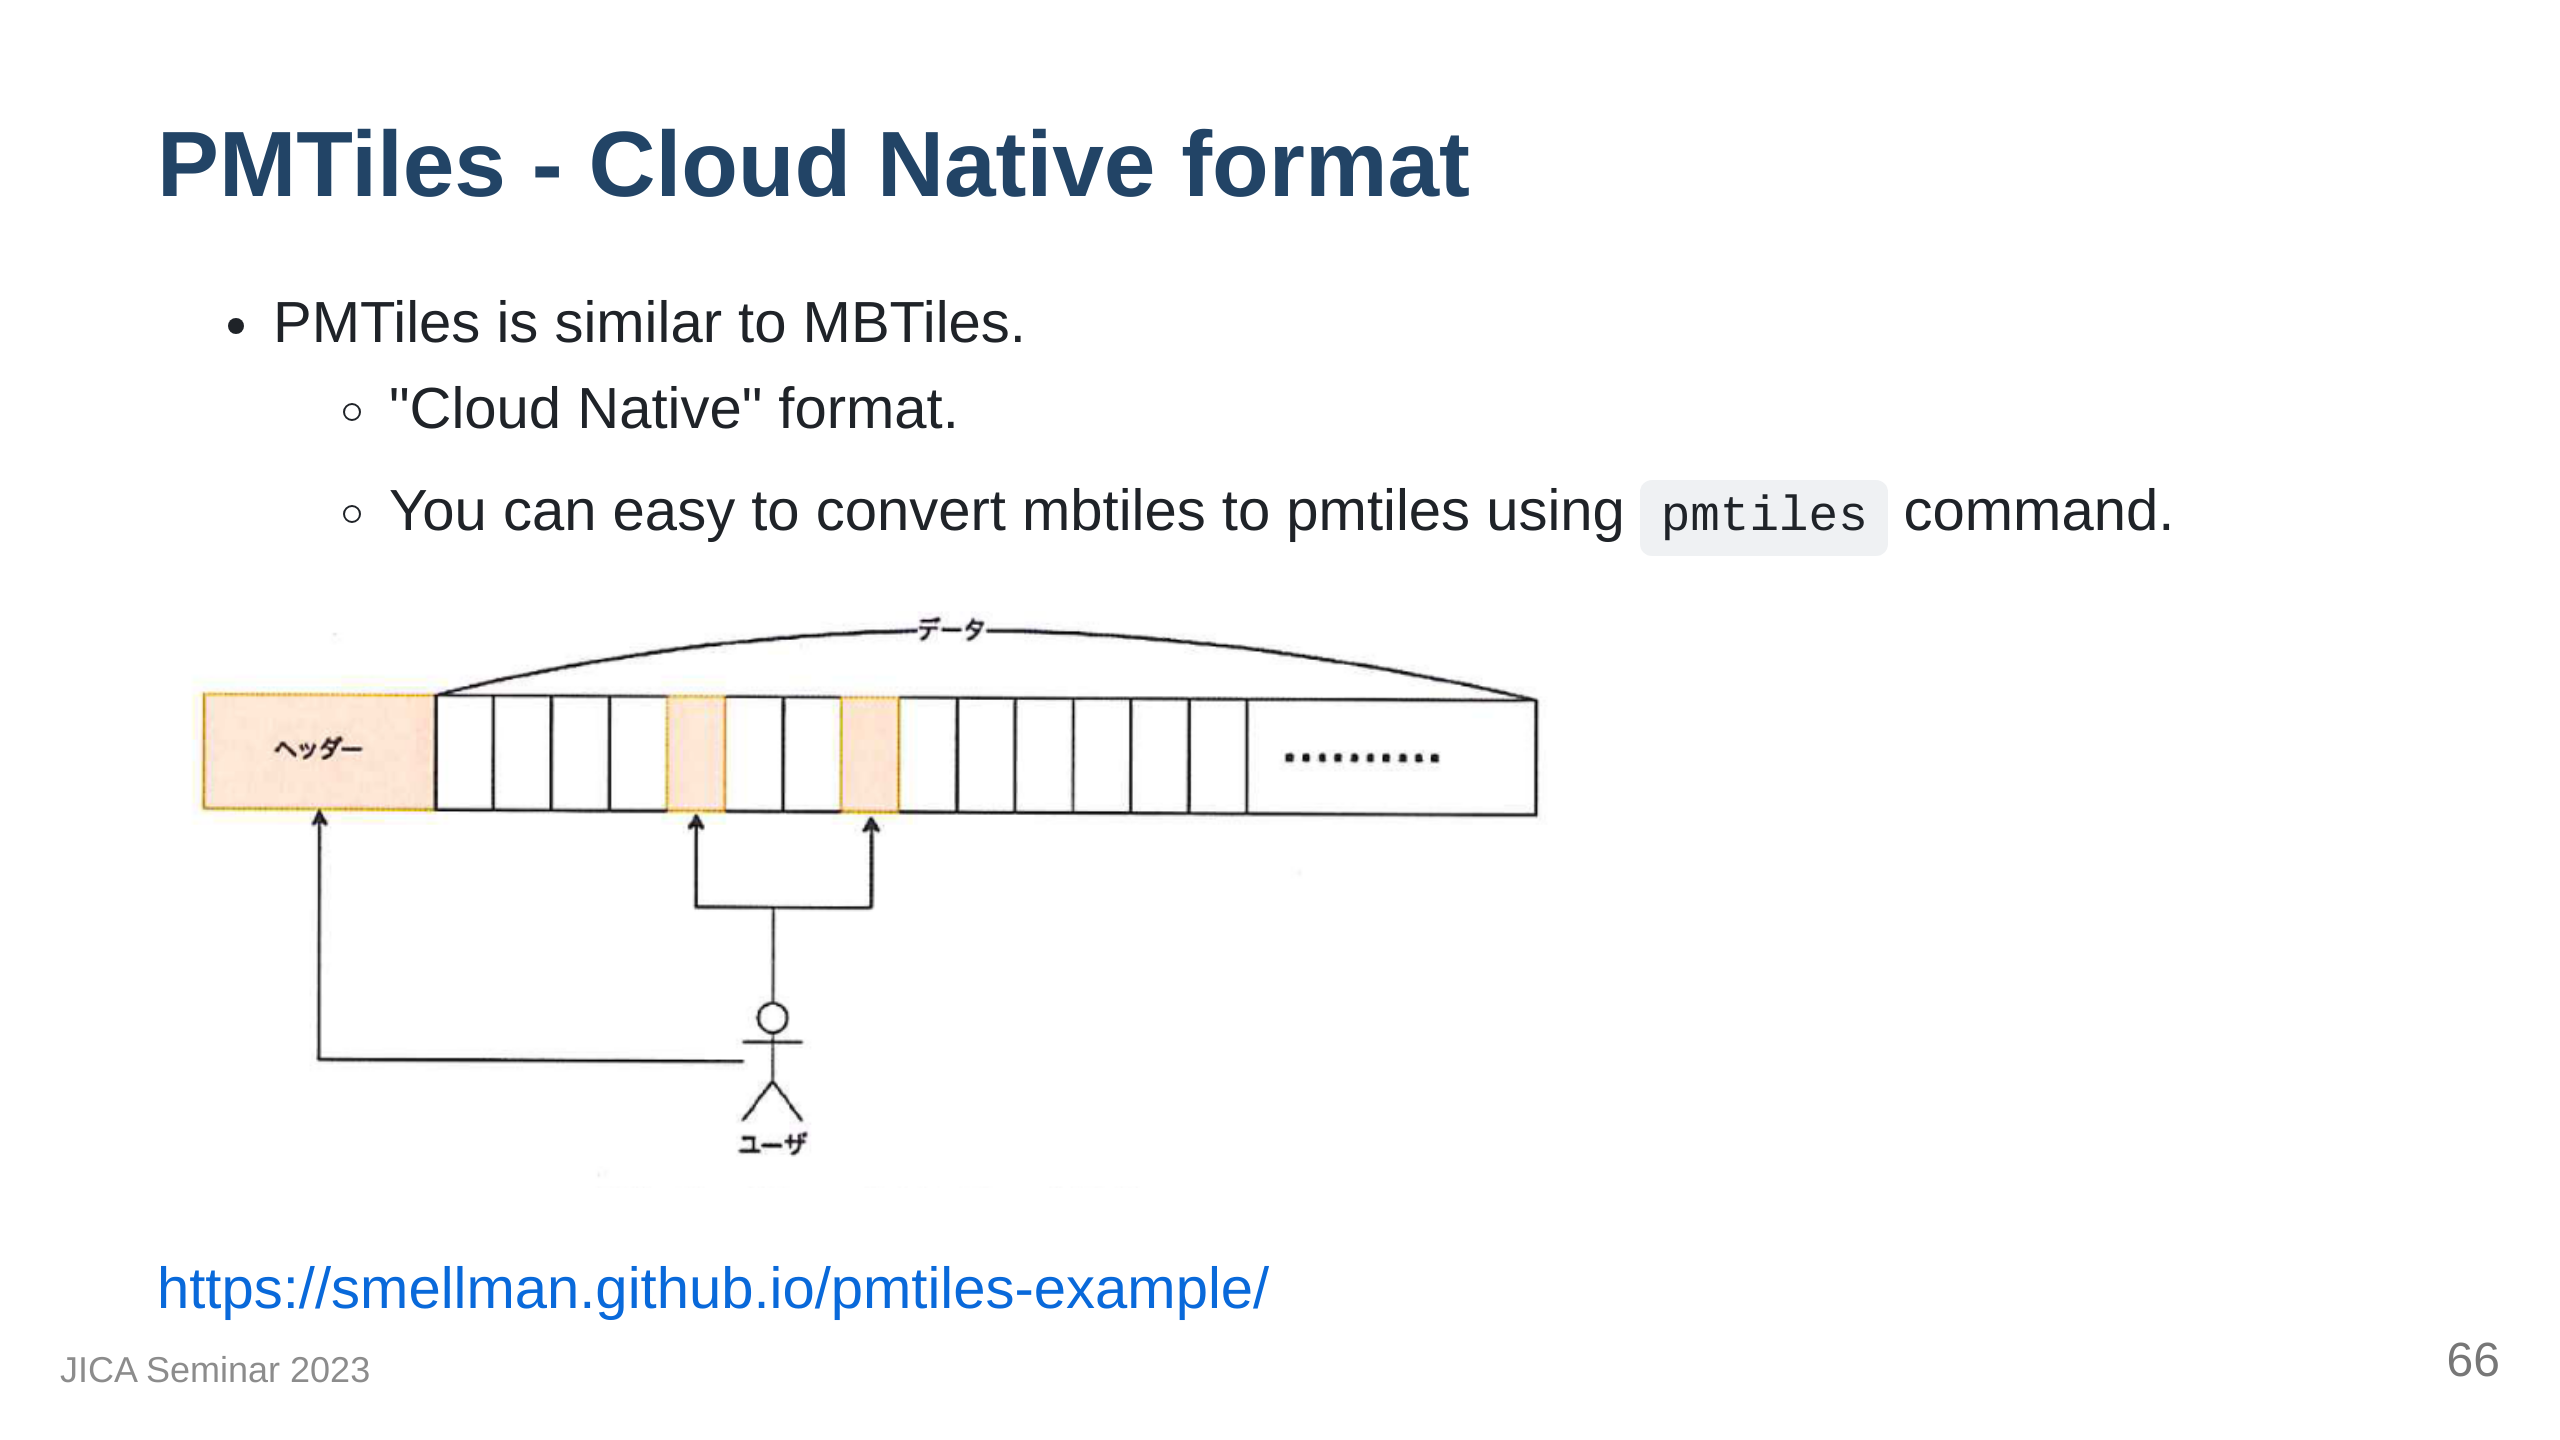 PMTiles - Cloud Native format
PMTiles is similar to MBTiles.
"Cloud Native" format.
You can easy to convert mbtiles to pmtiles using pmtiles command.
データ
ヘッダー
ユーザ
https://smellman.github.io/pmtiles-example/
JICA Seminar 2023
66